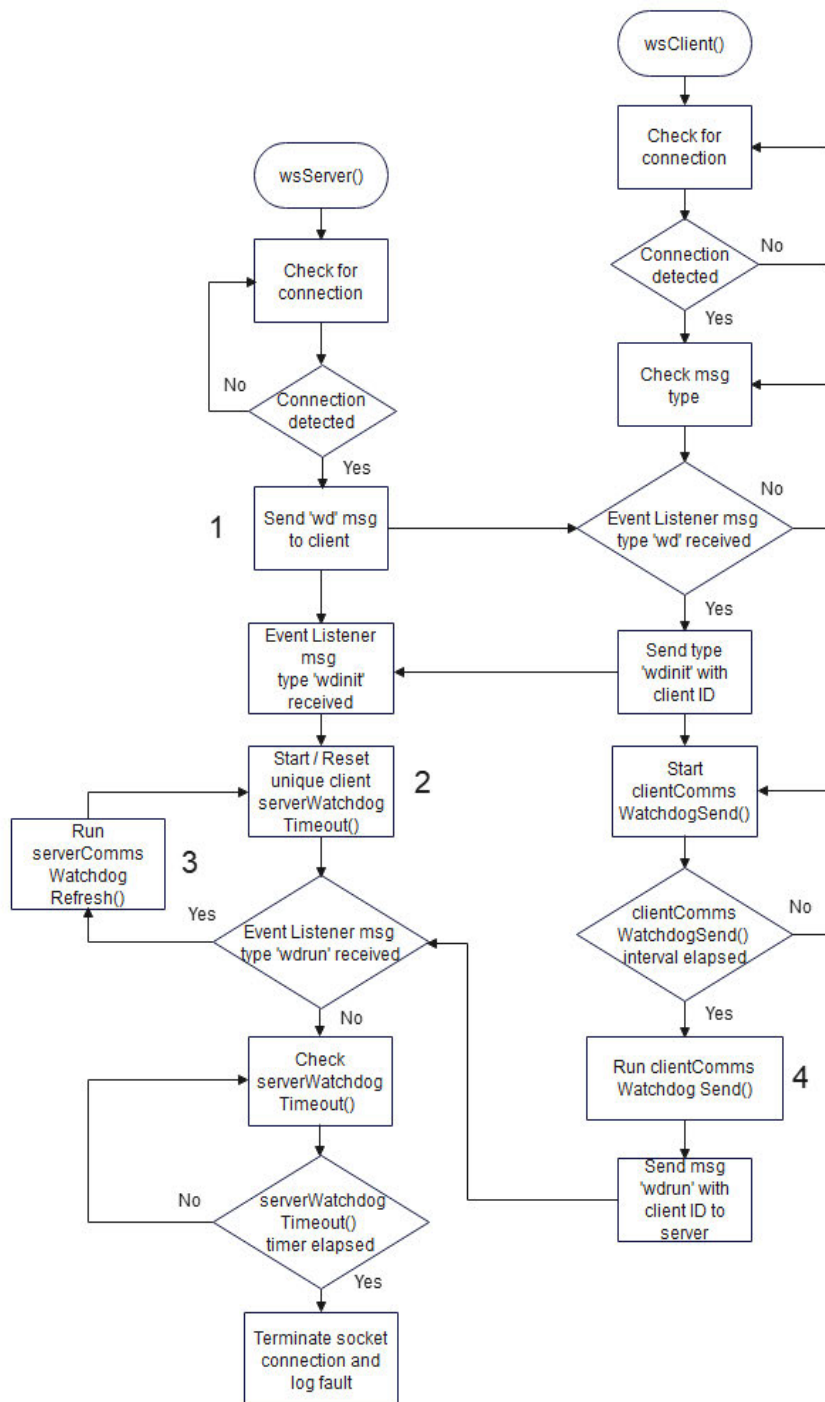 wsServer()
Check for
connection
No
Connection
detected
Yes
1
Send 'wd' msg
to client
Event Listener
msg
type 'wdinit'
received
Start / Reset
unique client
serverWatchdog
Timeout()
2
Run
serverComms
Watchdog
Refresh()
3
Yes
Event Listener msg
type 'wdrun' received
No
Check
serverWatchdog
Timeout()
No
serverWatchdog
Timeout()
timer elapsed
Yes
Terminate socket
connection and
log fault
wsClient()
Check for
connection
Connection
detected
No
Yes
Check msg
type
No
Event Listener msg
type 'wd' received
Yes
Send type
'wdinit' with
client ID
Start
clientComms
WatchdogSend()
clientComms
WatchdogSend()
interval elapsed
No
Yes
Run clientComms
Watchdog Send()
4
Send msg
'wdrun' with
client ID to
server